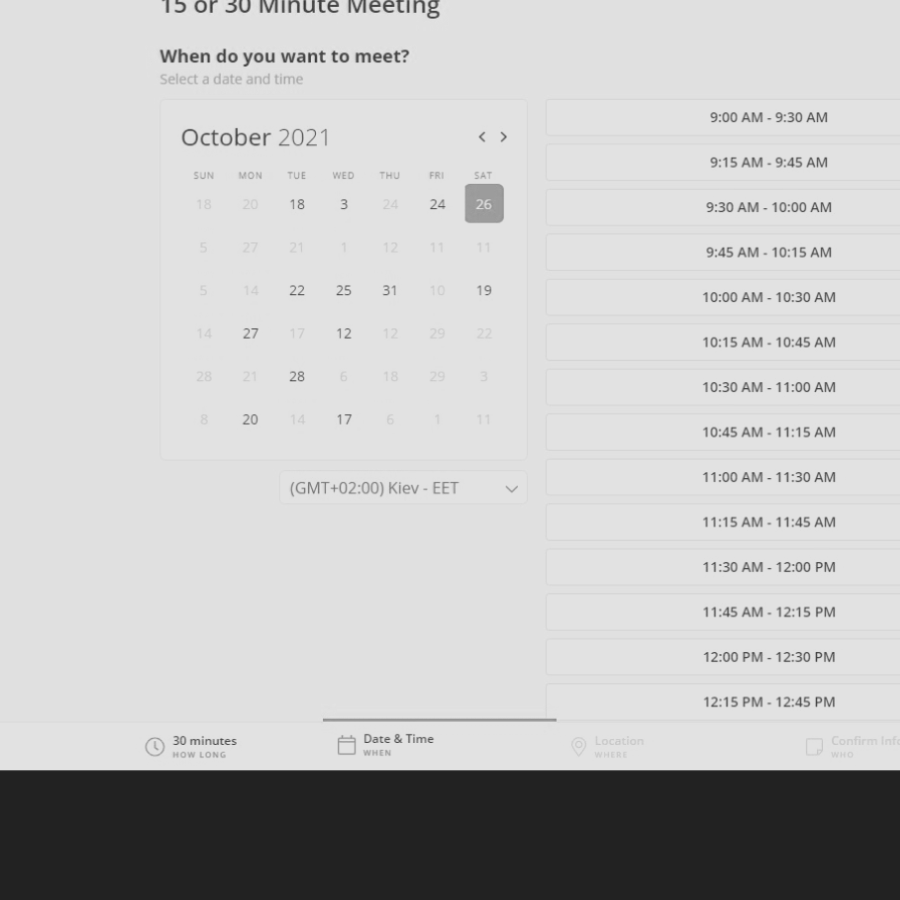 15 or 30 Minute Meeting
When do you want to meet?
Select a date and time
October 2021
SUN MON TUE WED THU FRI SAT
18 20 18 3 24 24 26
5 27 21 1 12 11 11
5 14 22 25 31 10 19
14 27 17 12 12 29 22
28 21 28 6 18 29 3
8 20 14 17 6 1 11
(GMT+02:00) Kiev - EET
9:00 AM - 9:30 AM
9:15 AM - 9:45 AM
9:30 AM - 10:00 AM
9:45 AM - 10:15 AM
10:00 AM - 10:30 AM
10:15 AM - 10:45 AM
10:30 AM - 11:00 AM
10:45 AM - 11:15 AM
11:00 AM - 11:30 AM
11:15 AM - 11:45 AM
11:30 AM - 12:00 PM
11:45 AM - 12:15 PM
12:00 PM - 12:30 PM
12:15 PM - 12:45 PM
30 minutes
HOW LONG
Date & Time
WHEN
Location
WHERE
Confirm Info
WHO